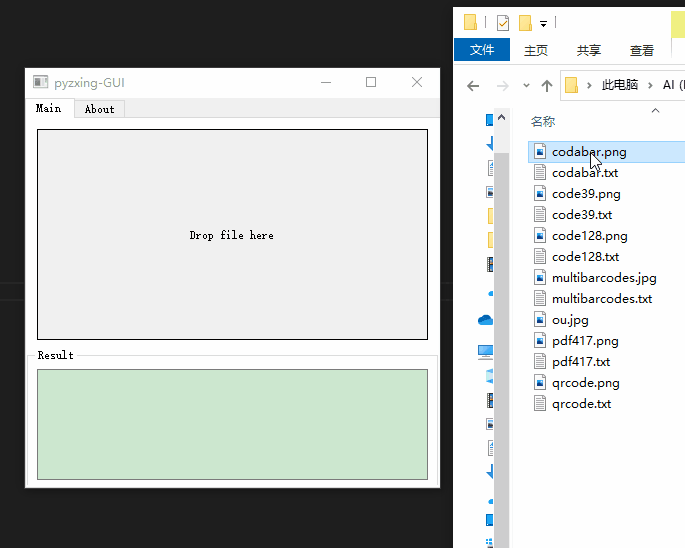 pyzxing-GUI
Main
About
Drop file here
Result
文件
主页
共享
查看
此电脑
AI (
名称
codabar.png
codabar.txt
code39.png
code39.txt
code128.png
code128.txt
multibarcodes.jpg
multibarcodes.txt
ou.jpg
pdf417.png
pdf417.txt
qrcode.png
qrcode.txt